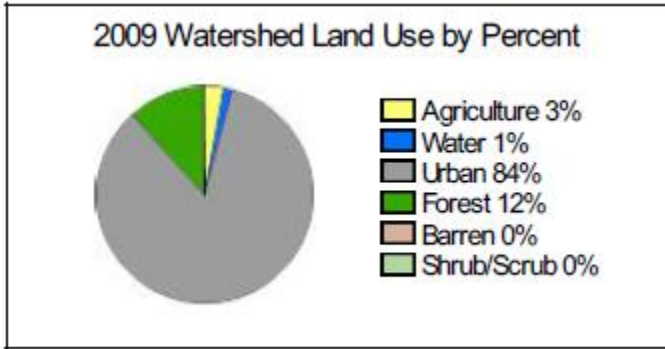 2009 Watershed Land Use by Percent
Agriculture 3%
Water 1%
Urban 84%
Forest 12%
Barren 0%
Shrub/Scrub 0%